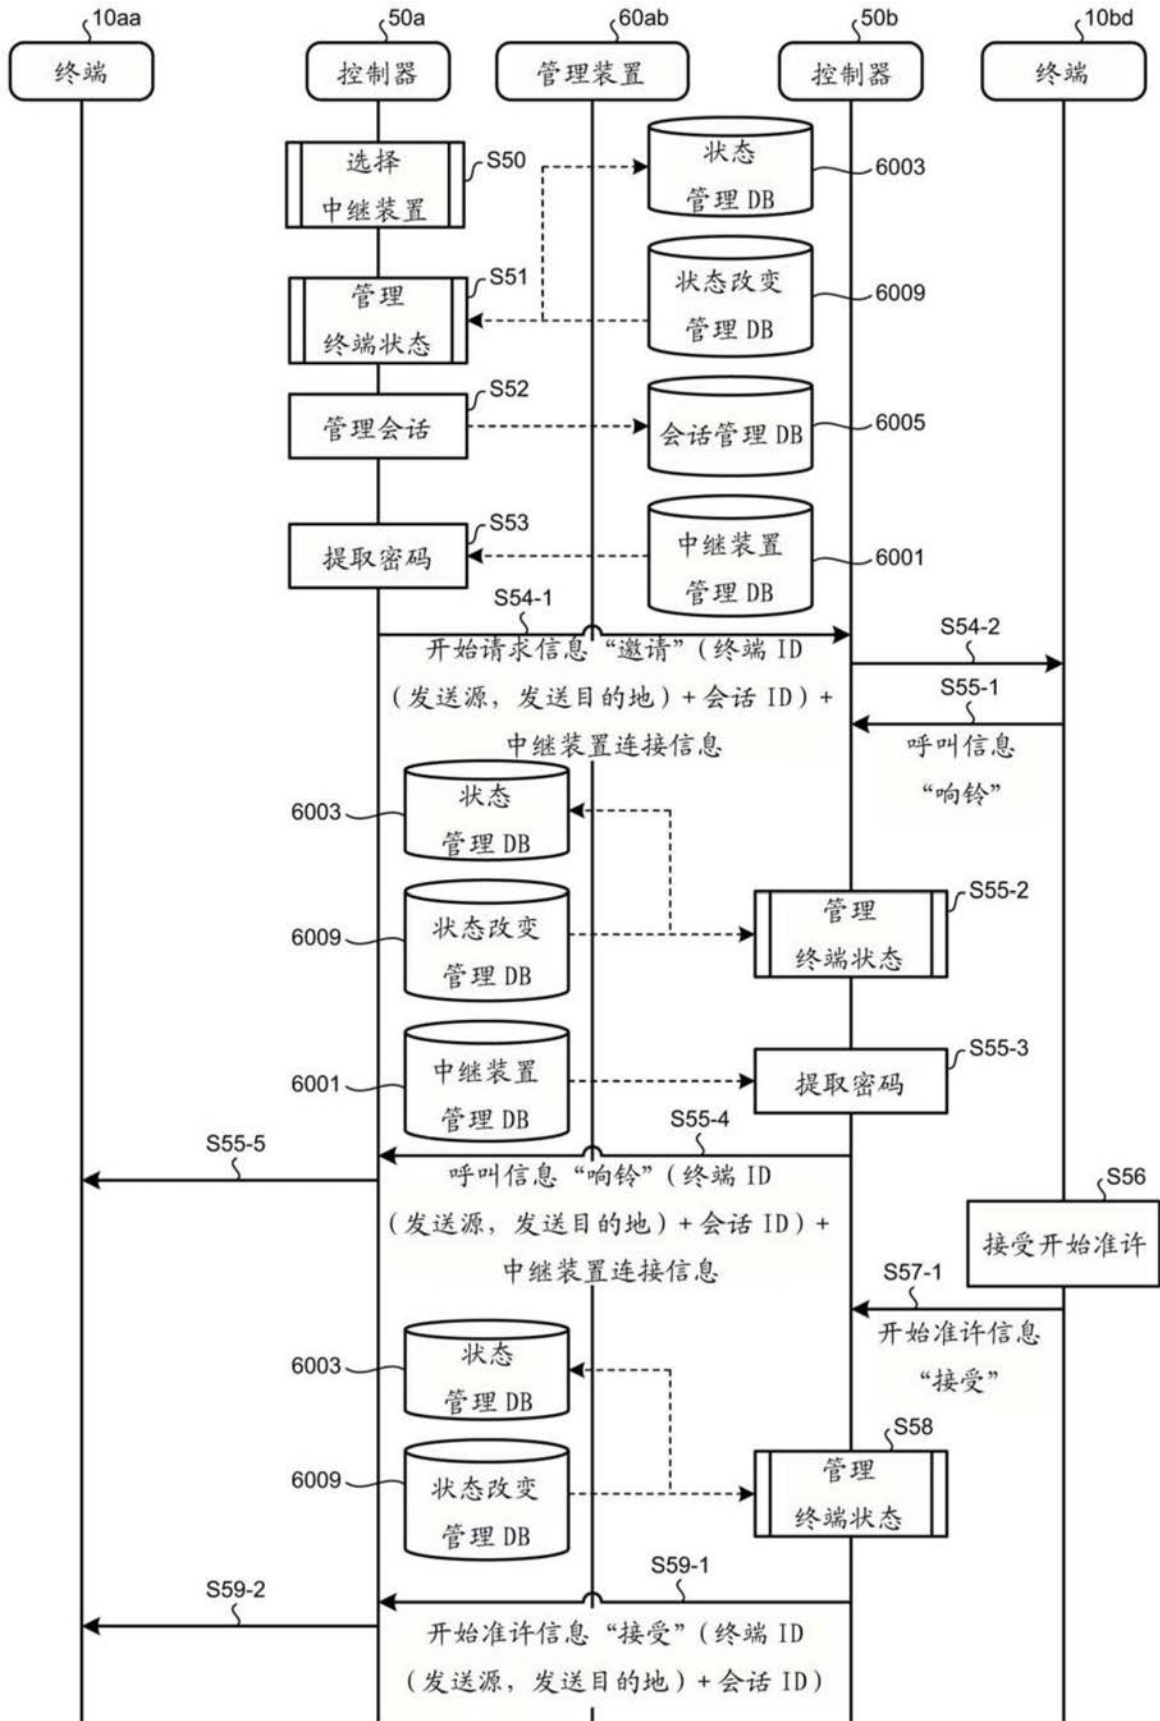 10aa
50a
60ab
50b
10bd
终端
控制器
管理装置
控制器
终端
选择
中继装置
S50
状态
管理 DB
6003
管理
终端状态
S51
状态改变
管理 DB
6009
管理会话
S52
会话管理 DB
6005
提取密码
S53
中继装置
管理 DB
6001
S54-1
开始请求信息“邀请”(终端 ID
(发送源，发送目的地)+会话 ID)+
中继装置连接信息
S54-2
S55-1
呼叫信息
“响铃”
6003
状态
管理 DB
6009
状态改变
管理 DB
S55-2
管理
终端状态
6001
中继装置
管理 DB
S55-3
提取密码
S55-4
S55-5
呼叫信息“响铃”(终端 ID
(发送源，发送目的地)+会话 ID)+
中继装置连接信息
S56
接受开始准许
S57-1
开始准许信息
“接受”
6003
状态
管理 DB
6009
状态改变
管理 DB
S58
管理
终端状态
S59-1
S59-2
开始准许信息“接受”(终端 ID
(发送源，发送目的地)+会话 ID)